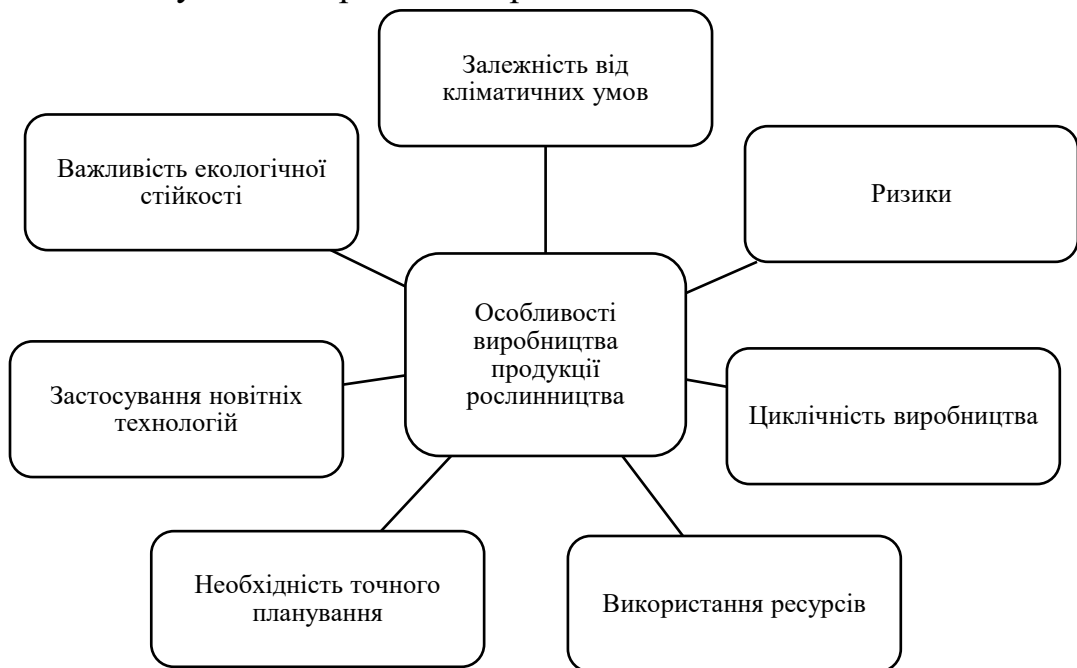 Залежність від
кліматичних умов
Важливість екологічної
стійкості
Ризики
Особливості
виробництва
продукції
рослинництва
Застосування новітніх
технологій
Циклічність виробництва
Необхідність точного
планування
Використання ресурсів